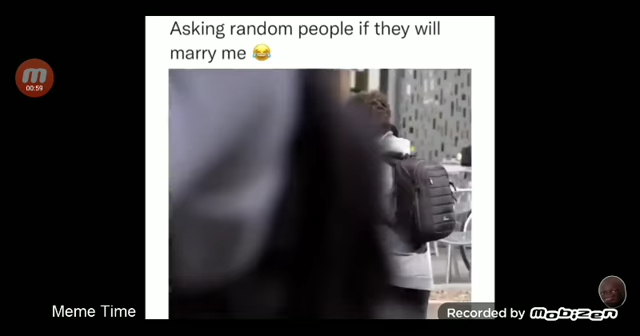 Asking random people if they will
marry me 😂
m
00:59
Meme Time
Recorded by Mobizen